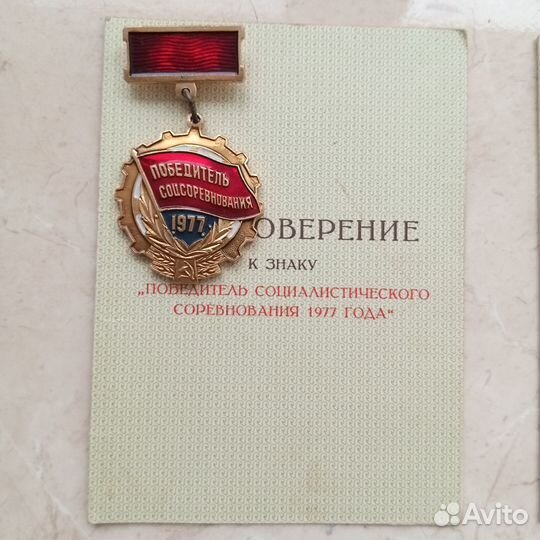 ПОБЕДИТЕЛЬ
СОЦСОРЕВНОВАНИЯ
1977
ОВЕРЕНИЕ
К ЗНАКУ
„ПОБЕДИТЕЛЬ СОЦИАЛИСТИЧЕСКОГО
СОРЕВНОВАНИЯ 1977 ГОДА“
Avito